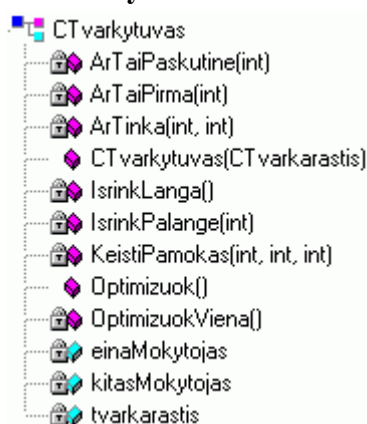 CTvarkytuvas
ArTaiPaskutine(int)
ArTaiPirma(int)
ArTinka(int, int)
CTvarkytuvas(CTvarkarastis)
IsrinkLanga()
IsrinkPalange(int)
KeistiPamokas(int, int, int)
Optimizuok()
OptimizuokViena()
einaMokytojas
kitasMokytojas
tvarkarastis